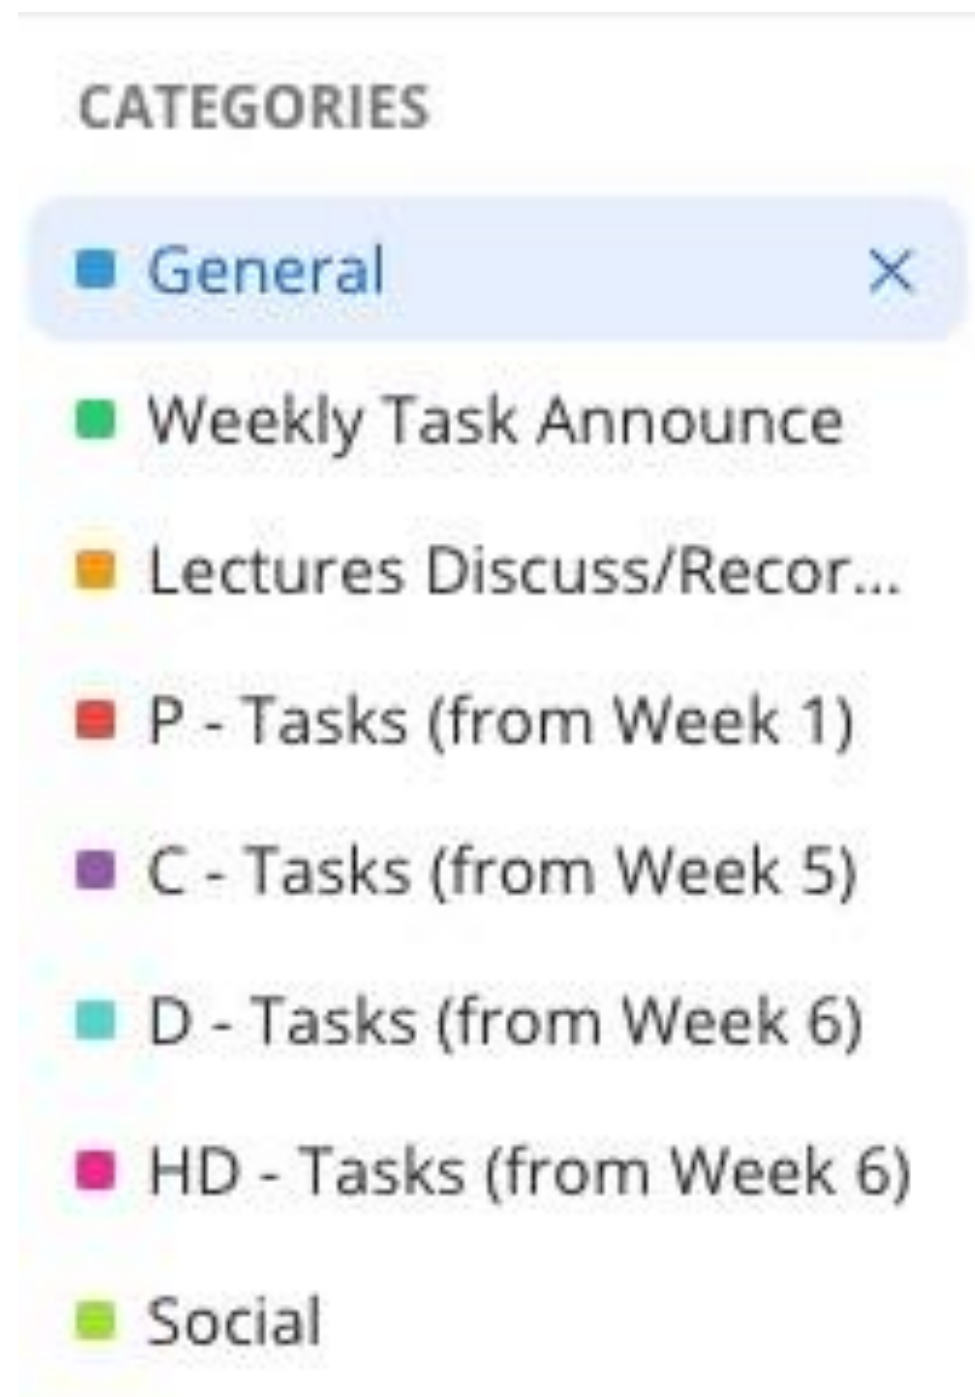 CATEGORIES
General
Weekly Task Announce
Lectures Discuss/Recor...
P - Tasks (from Week 1)
C - Tasks (from Week 5)
D - Tasks (from Week 6)
HD - Tasks (from Week 6)
Social